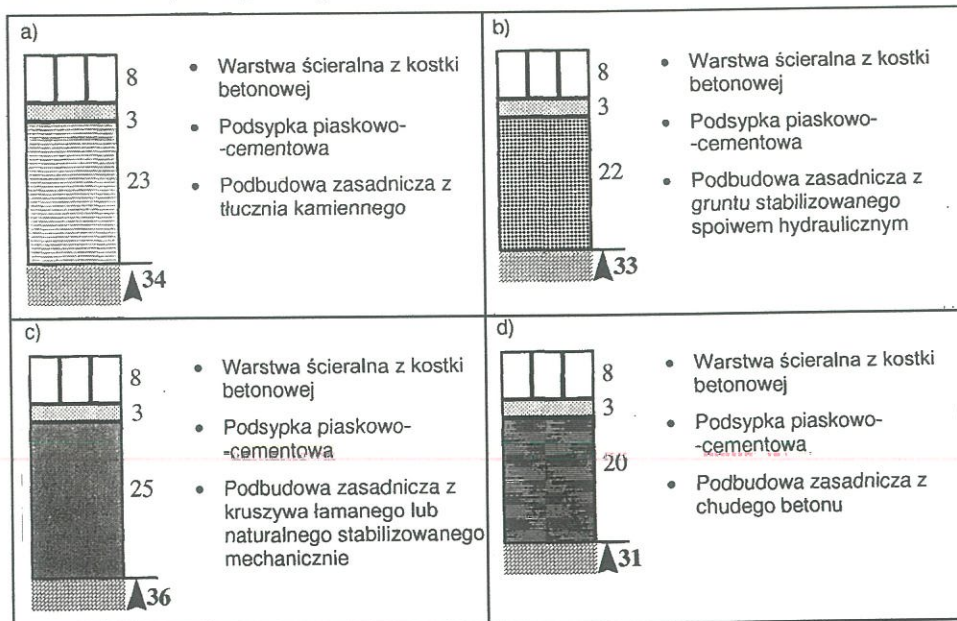 a)
8
3
23
34
• Warstwa ścieralna z kostki
betonowej
• Podsypka piaskowo-
-cementowa
• Podbudowa zasadnicza z
tłucznia kamiennego
b)
8
3
22
33
• Warstwa ścieralna z kostki
betonowej
• Podsypka piaskowo-
-cementowa
• Podbudowa zasadnicza z
gruntu stabilizowanego
spoiwem hydraulicznym
c)
8
3
25
36
• Warstwa ścieralna z kostki
betonowej
• Podsypka piaskowo-
-cementowa
• Podbudowa zasadnicza z
kruszywa łamanego lub
naturalnego stabilizowanego
mechanicznie
d)
8
3
20
31
• Warstwa ścieralna z kostki
betonowej
• Podsypka piaskowo-
-cementowa
• Podbudowa zasadnicza z
chudego betonu